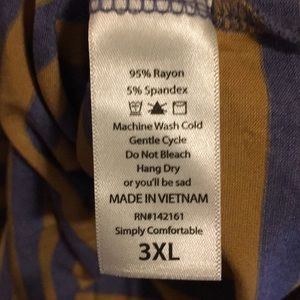 95% Rayon
5% Spandex
Machine Wash Cold
Gentle Cycle
Do Not Bleach
Hang Dry
or you'll be sad
MADE IN VIETNAM
RN#142161
Simply Comfortable
3XL